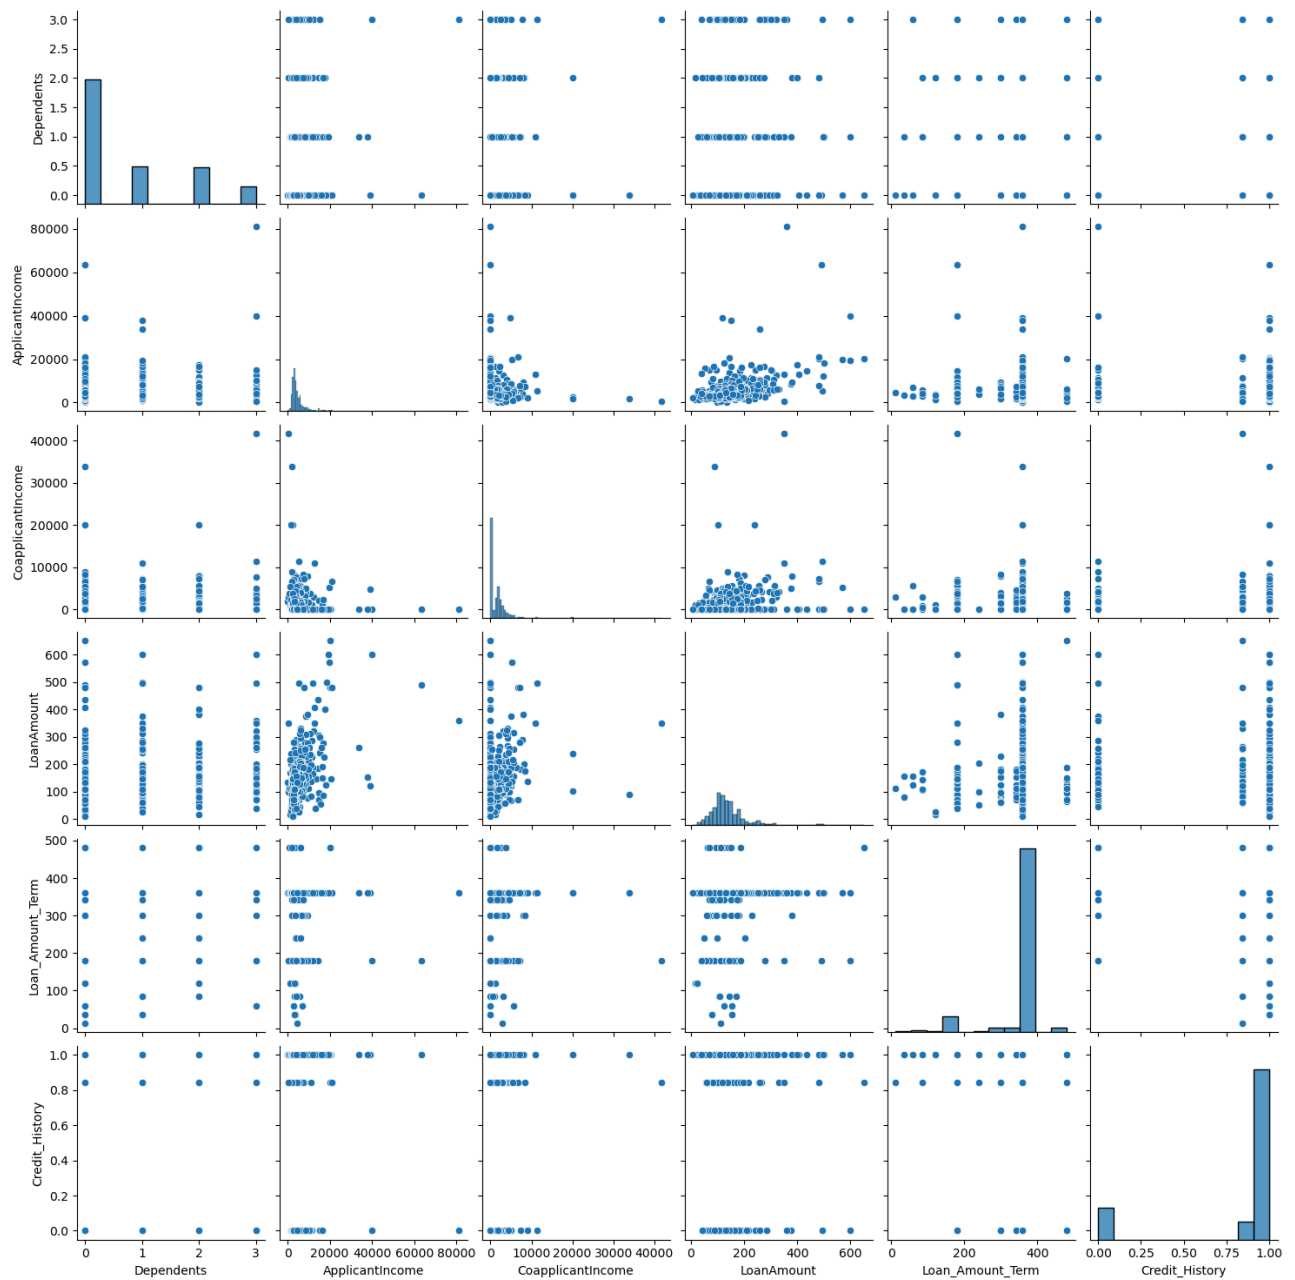 3.0
2.5
2.0
1.5
1.0
0.5
0.0
Dependents
80000
60000
40000
20000
0
ApplicantIncome
40000
30000
20000
10000
0
CoapplicantIncome
600
500
400
300
200
100
0
LoanAmount
500
400
300
200
100
0
Loan_Amount_Term
1.0
0.8
0.6
0.4
0.2
0.0
Credit_History
0 1 2 3
0 20000 40000 60000 80000
0 10000 20000 30000 40000
0 200 400 600
0 200 400
0.00 0.25 0.50 0.75 1.00
Dependents ApplicantIncome CoapplicantIncome LoanAmount Loan_Amount_Term Credit_History